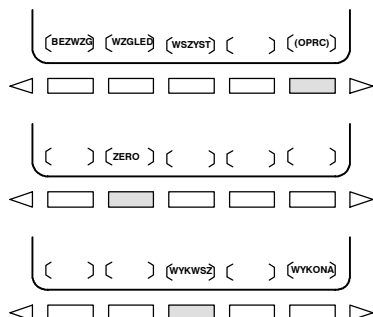 [BEZWZG] [WZGLED] [WSZYST] [ ] [(OPRC)]
[ ] [ZERO] [ ] [ ] [ ]
[ ] [ ] [WYKWSZ] [ ] [WYKONA]